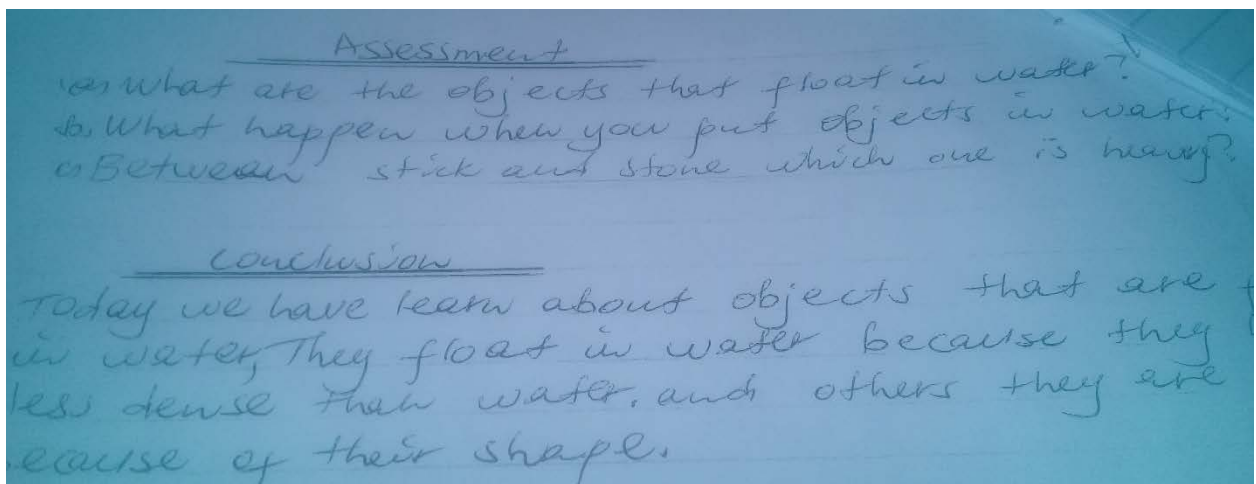 Assessment
a, What are the objects that float in water?
b, What happen when you put objects in water?
c, Between stick and stone which one is heavy?
Conclusion
Today we have learn about objects that are
in water, They float in water because they
less dense than water. and others they are
ecause of their shape.